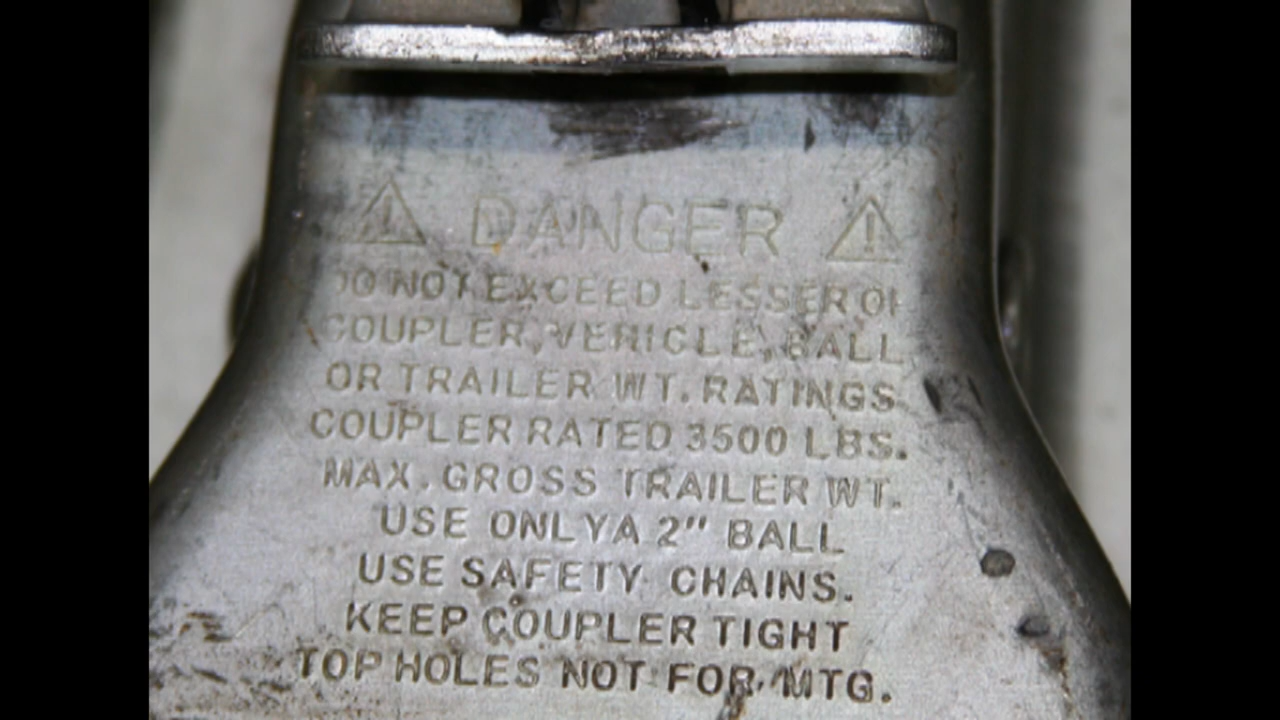 DANGER
DO NOT EXCEED LESSER OF
COUPLER, VEHICLE, BALL
OR TRAILER WT. RATINGS
COUPLER RATED 3500 LBS.
MAX. GROSS TRAILER WT.
USE ONLY A 2" BALL
USE SAFETY CHAINS.
KEEP COUPLER TIGHT
TOP HOLES NOT FOR MTG.